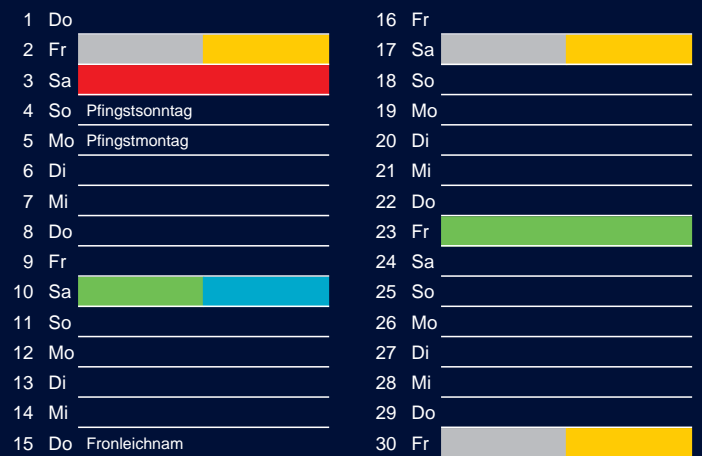 1 Do
2 Fr
3 Sa
4 So Pfingstsonntag
5 Mo Pfingstmontag
6 Di
7 Mi
8 Do
9 Fr
10 Sa
11 So
12 Mo
13 Di
14 Mi
15 Do Fronleichnam
16 Fr
17 Sa
18 So
19 Mo
20 Di
21 Mi
22 Do
23 Fr
24 Sa
25 So
26 Mo
27 Di
28 Mi
29 Do
30 Fr